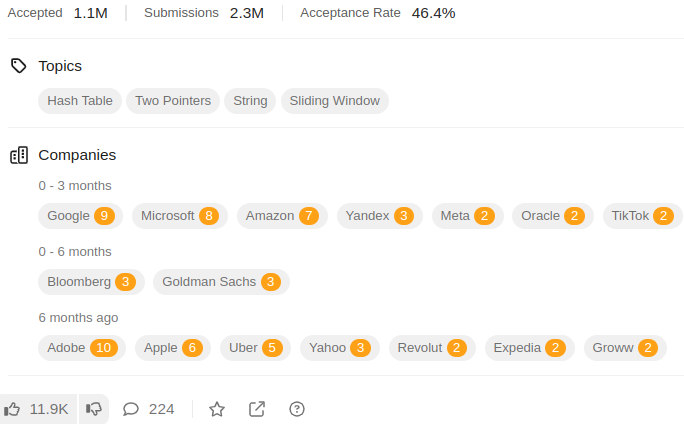 Accepted 1.1M Submissions 2.3M Acceptance Rate 46.4%
Topics
Hash Table Two Pointers String Sliding Window
Companies
0 - 3 months
Google 9 Microsoft 8 Amazon 7 Yandex 3 Meta 2 Oracle 2 TikTok 2
0 - 6 months
Bloomberg 3 Goldman Sachs 3
6 months ago
Adobe 10 Apple 6 Uber 5 Yahoo 3 Revolut 2 Expedia 2 Groww 2
11.9K 224